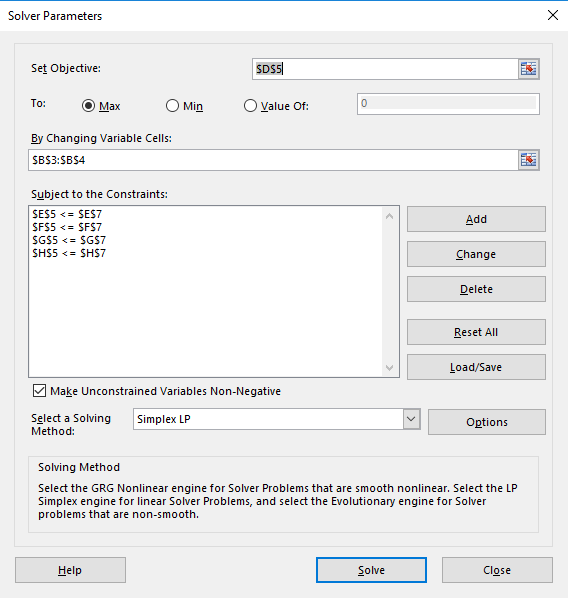 Solver Parameters
Set Objective:
$D$5
To:
Max
Min
Value Of:
0
By Changing Variable Cells:
$B$3:$B$4
Subject to the Constraints:
$E$5 <= $E$7
$F$5 <= $F$7
$G$5 <= $G$7
$H$5 <= $H$7
Add
Change
Delete
Reset All
Load/Save
Make Unconstrained Variables Non-Negative
Select a Solving
Method:
Simplex LP
Options
Solving Method
Select the GRG Nonlinear engine for Solver Problems that are smooth nonlinear. Select the LP
Simplex engine for linear Solver Problems, and select the Evolutionary engine for Solver
problems that are non-smooth.
Help
Solve
Close